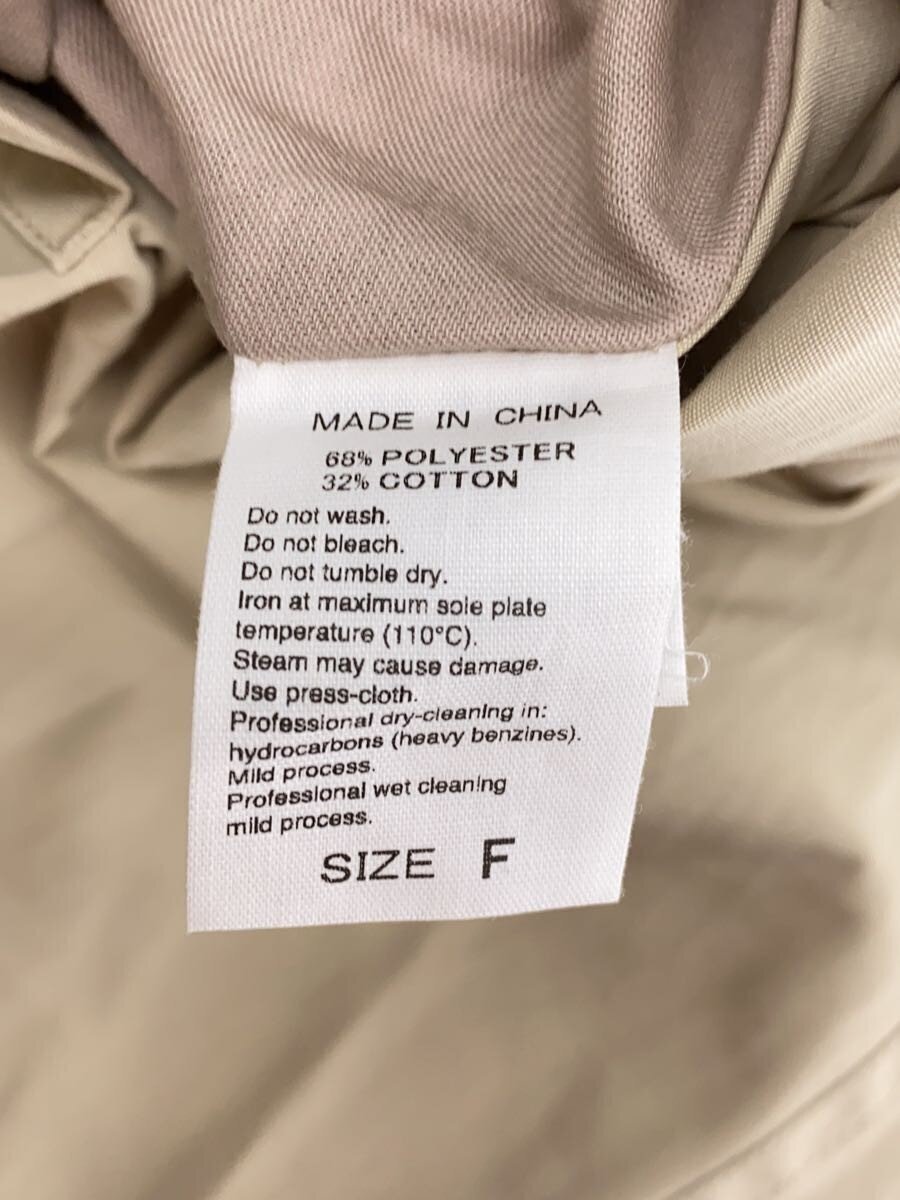 MADE IN CHINA
68% POLYESTER
32% COTTON
Do not wash.
Do not bleach.
Do not tumble dry.
Iron at maximum sole plate
temperature (110°C).
Steam may cause damage.
Use press-cloth.
Professional dry-cleaning in:
hydrocarbons (heavy benzines).
Mild process.
Professional wet cleaning
mild process.
SIZE F